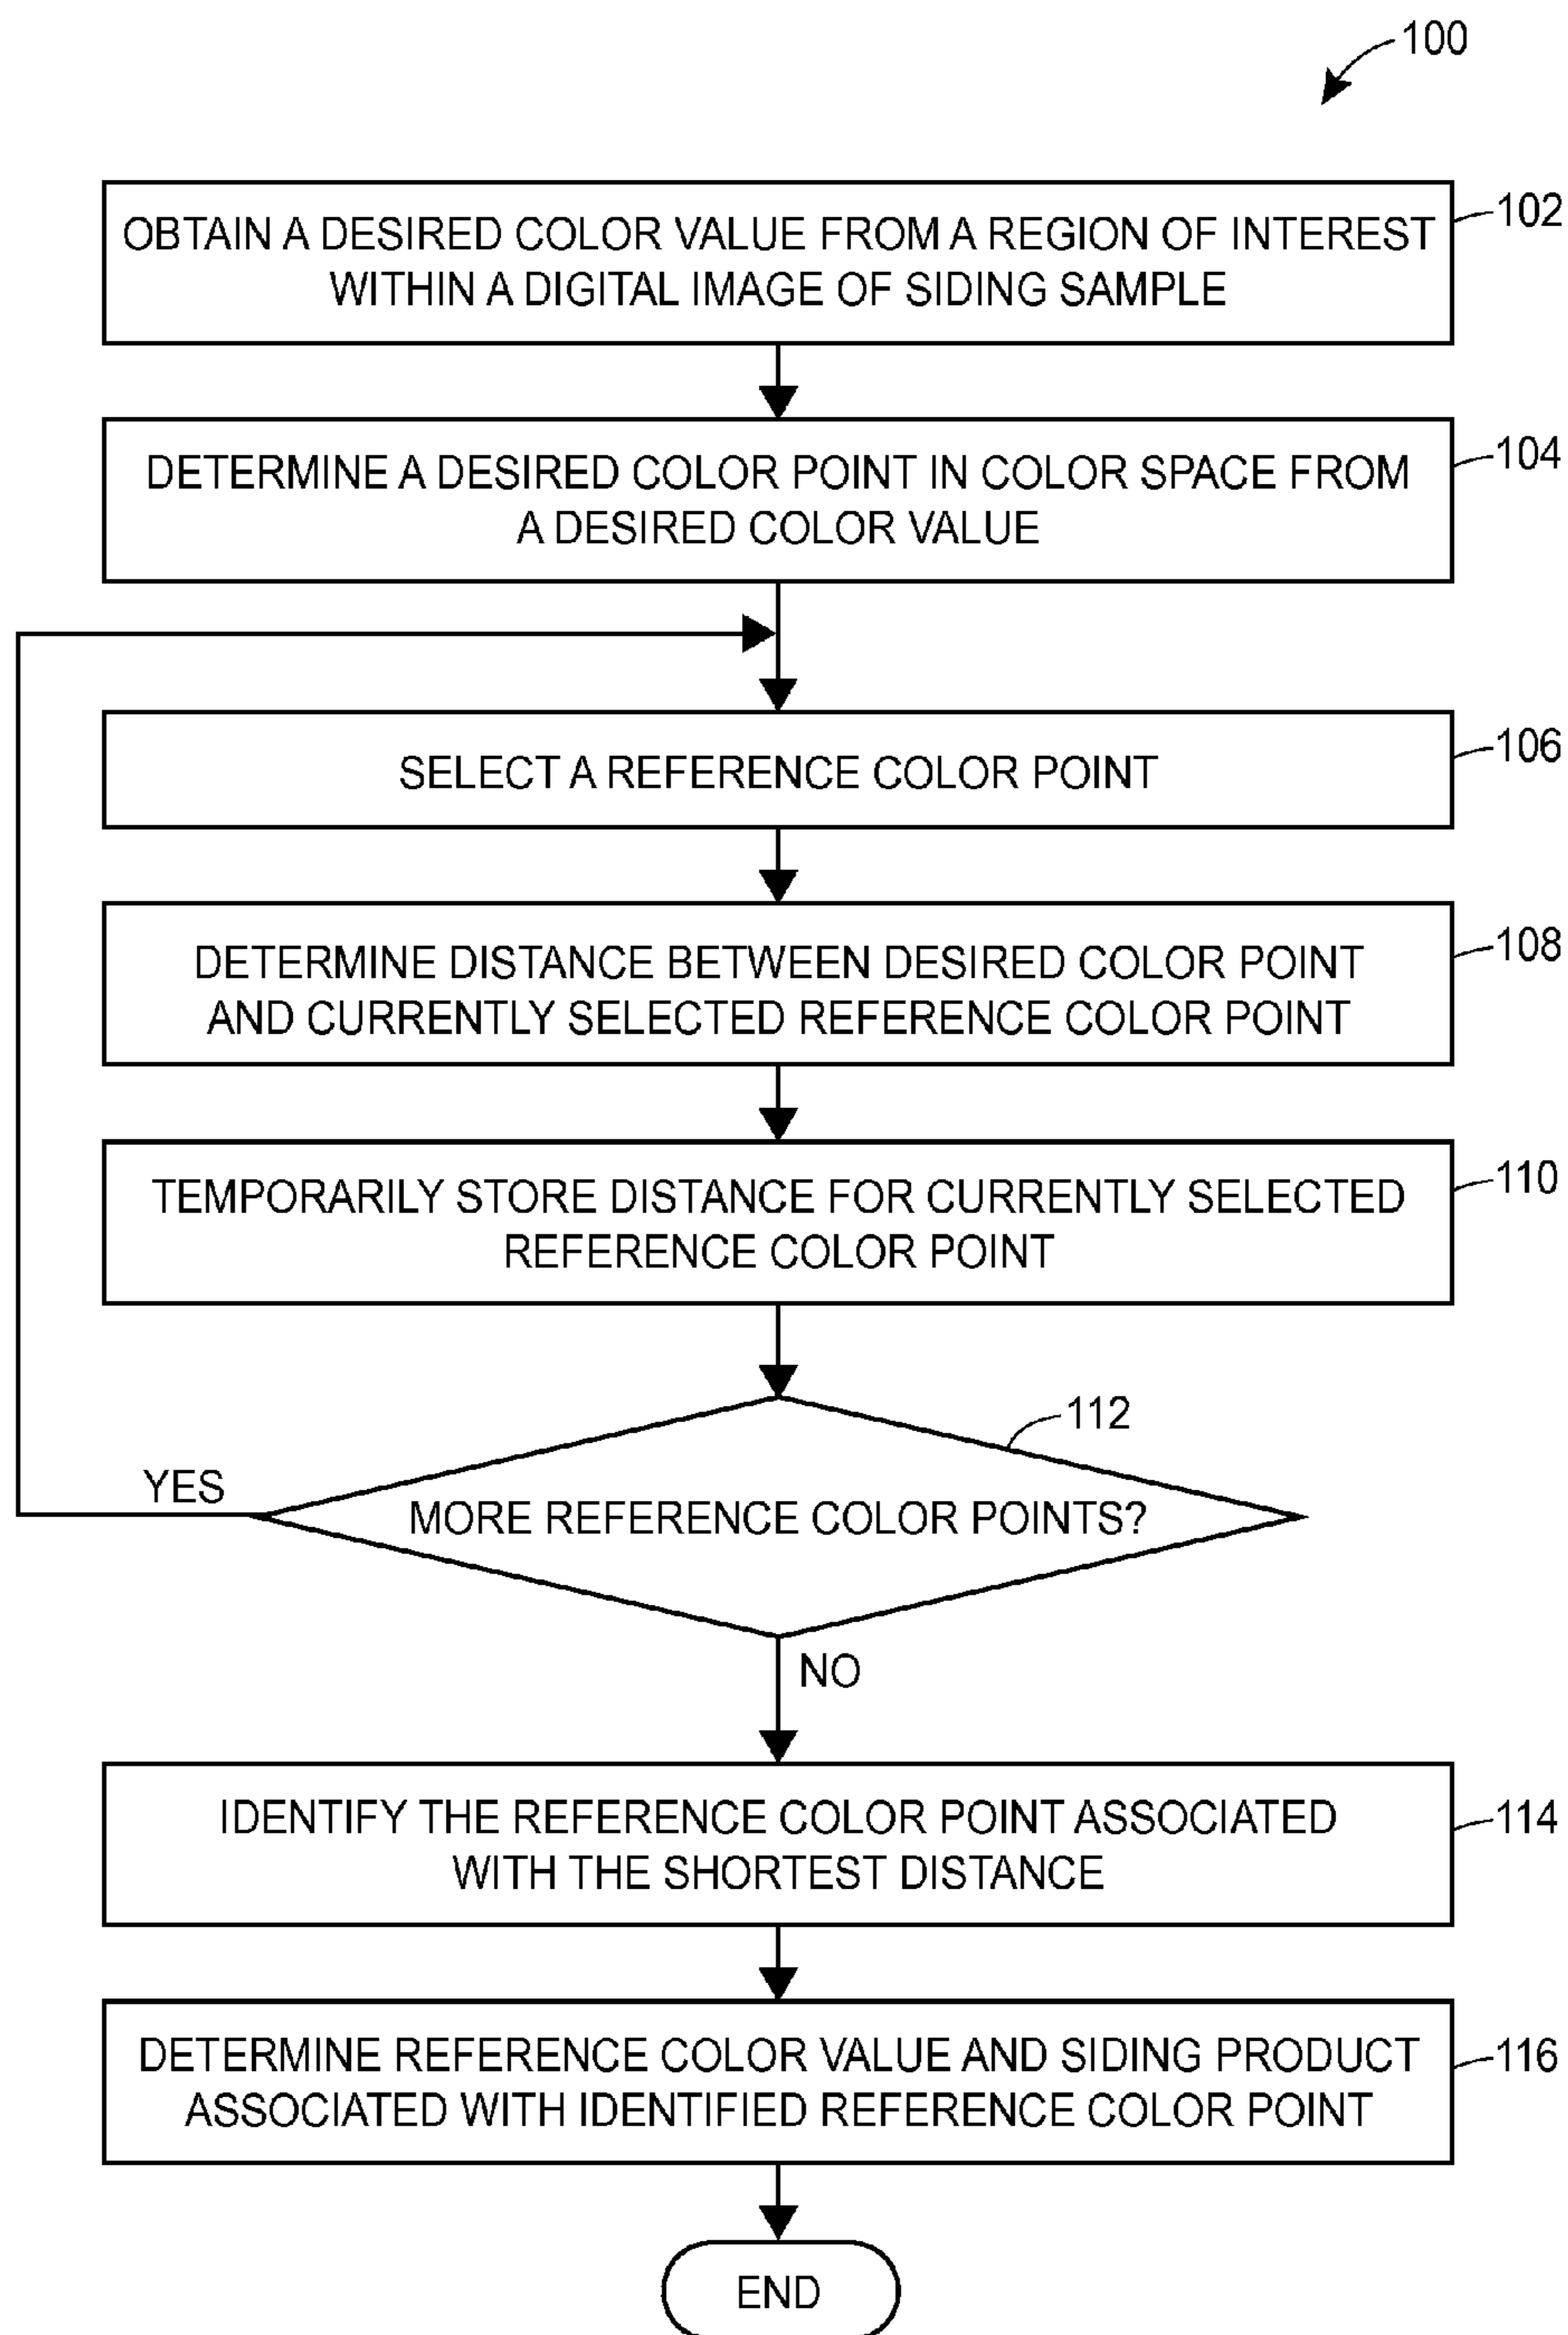 100
OBTAIN A DESIRED COLOR VALUE FROM A REGION OF INTEREST
WITHIN A DIGITAL IMAGE OF SIDING SAMPLE
102
DETERMINE A DESIRED COLOR POINT IN COLOR SPACE FROM
A DESIRED COLOR VALUE
104
SELECT A REFERENCE COLOR POINT
106
DETERMINE DISTANCE BETWEEN DESIRED COLOR POINT
AND CURRENTLY SELECTED REFERENCE COLOR POINT
108
TEMPORARILY STORE DISTANCE FOR CURRENTLY SELECTED
REFERENCE COLOR POINT
110
112
YES
MORE REFERENCE COLOR POINTS?
NO
IDENTIFY THE REFERENCE COLOR POINT ASSOCIATED
WITH THE SHORTEST DISTANCE
114
DETERMINE REFERENCE COLOR VALUE AND SIDING PRODUCT
ASSOCIATED WITH IDENTIFIED REFERENCE COLOR POINT
116
END